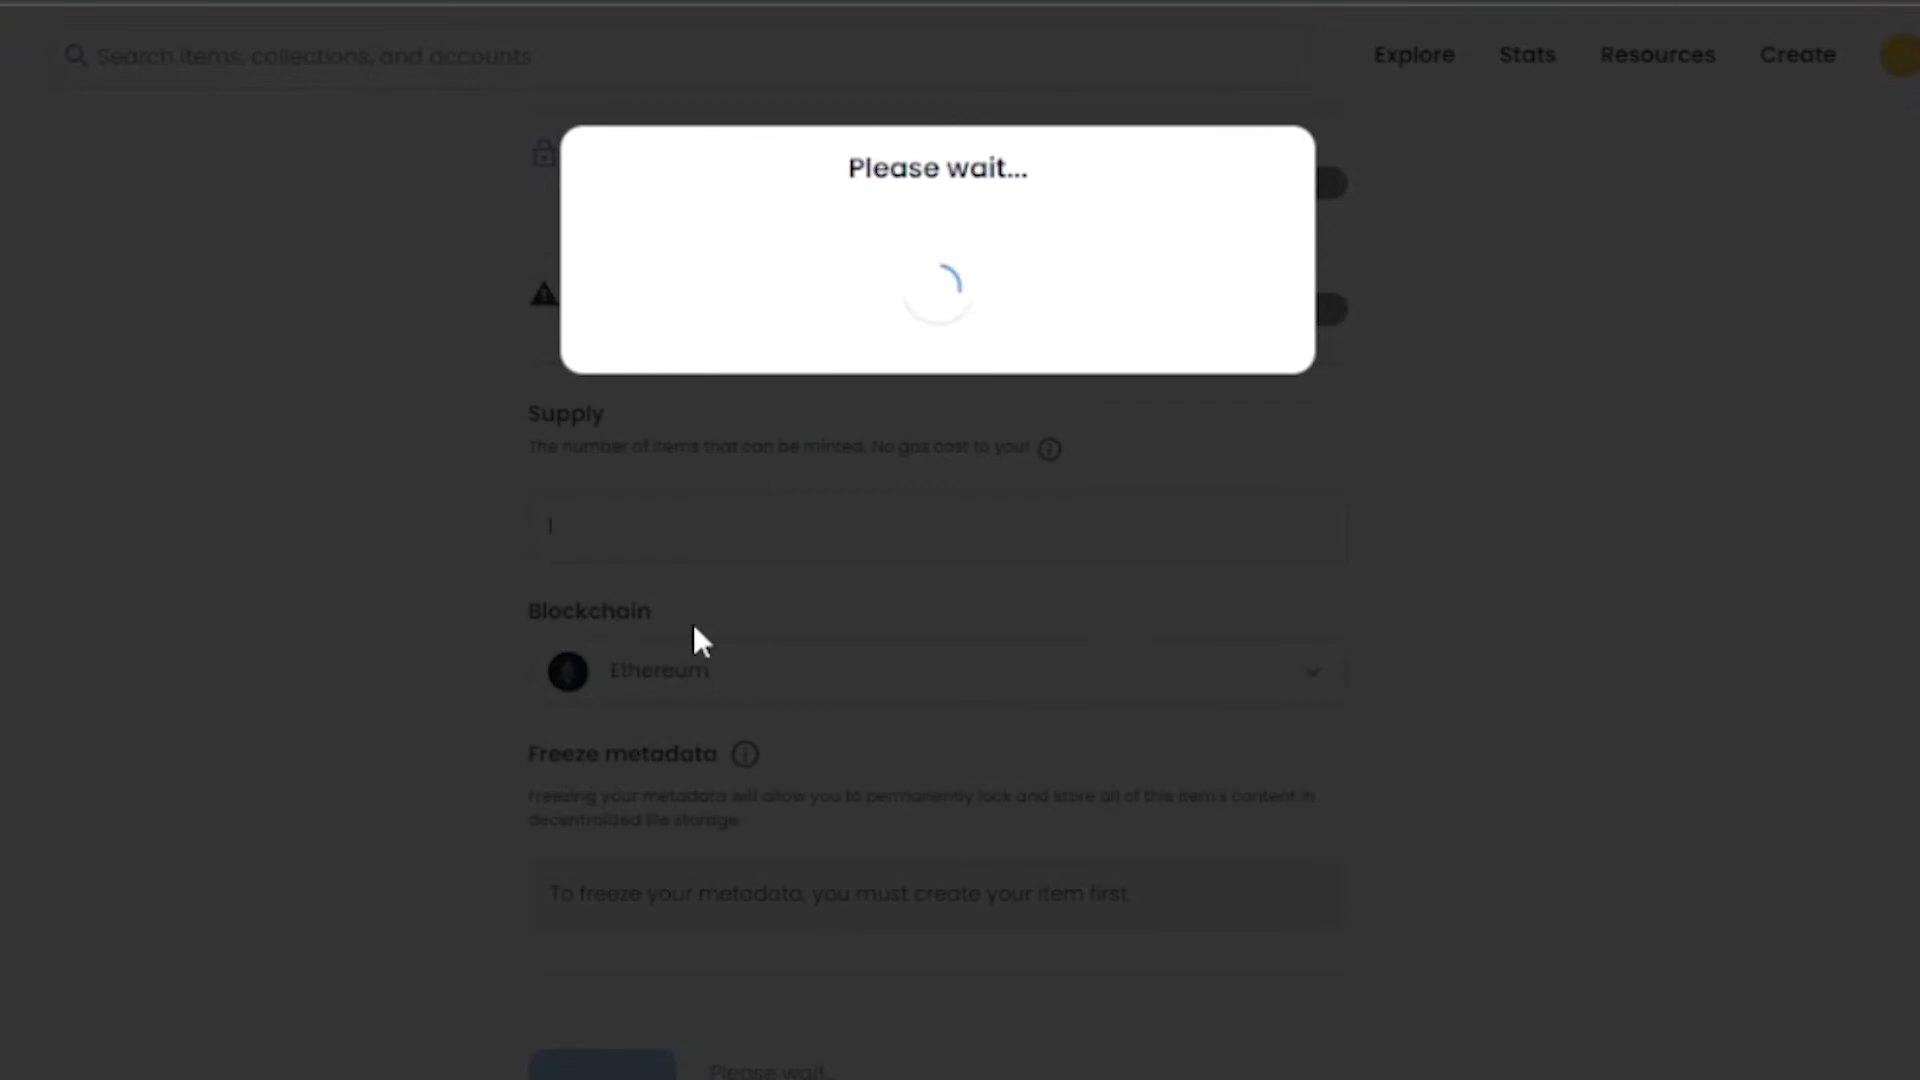 Search items, collections, and accounts
Explore
Stats
Resources
Create
Please wait...
Supply
The number of items that can be minted. No gas cost to you!
1
Blockchain
Ethereum
Freeze metadata
Freezing your metadata will allow you to permanently lock and store all of this item's content in
decentralized file storage.
To freeze your metadata, you must create your item first.
Please wait...